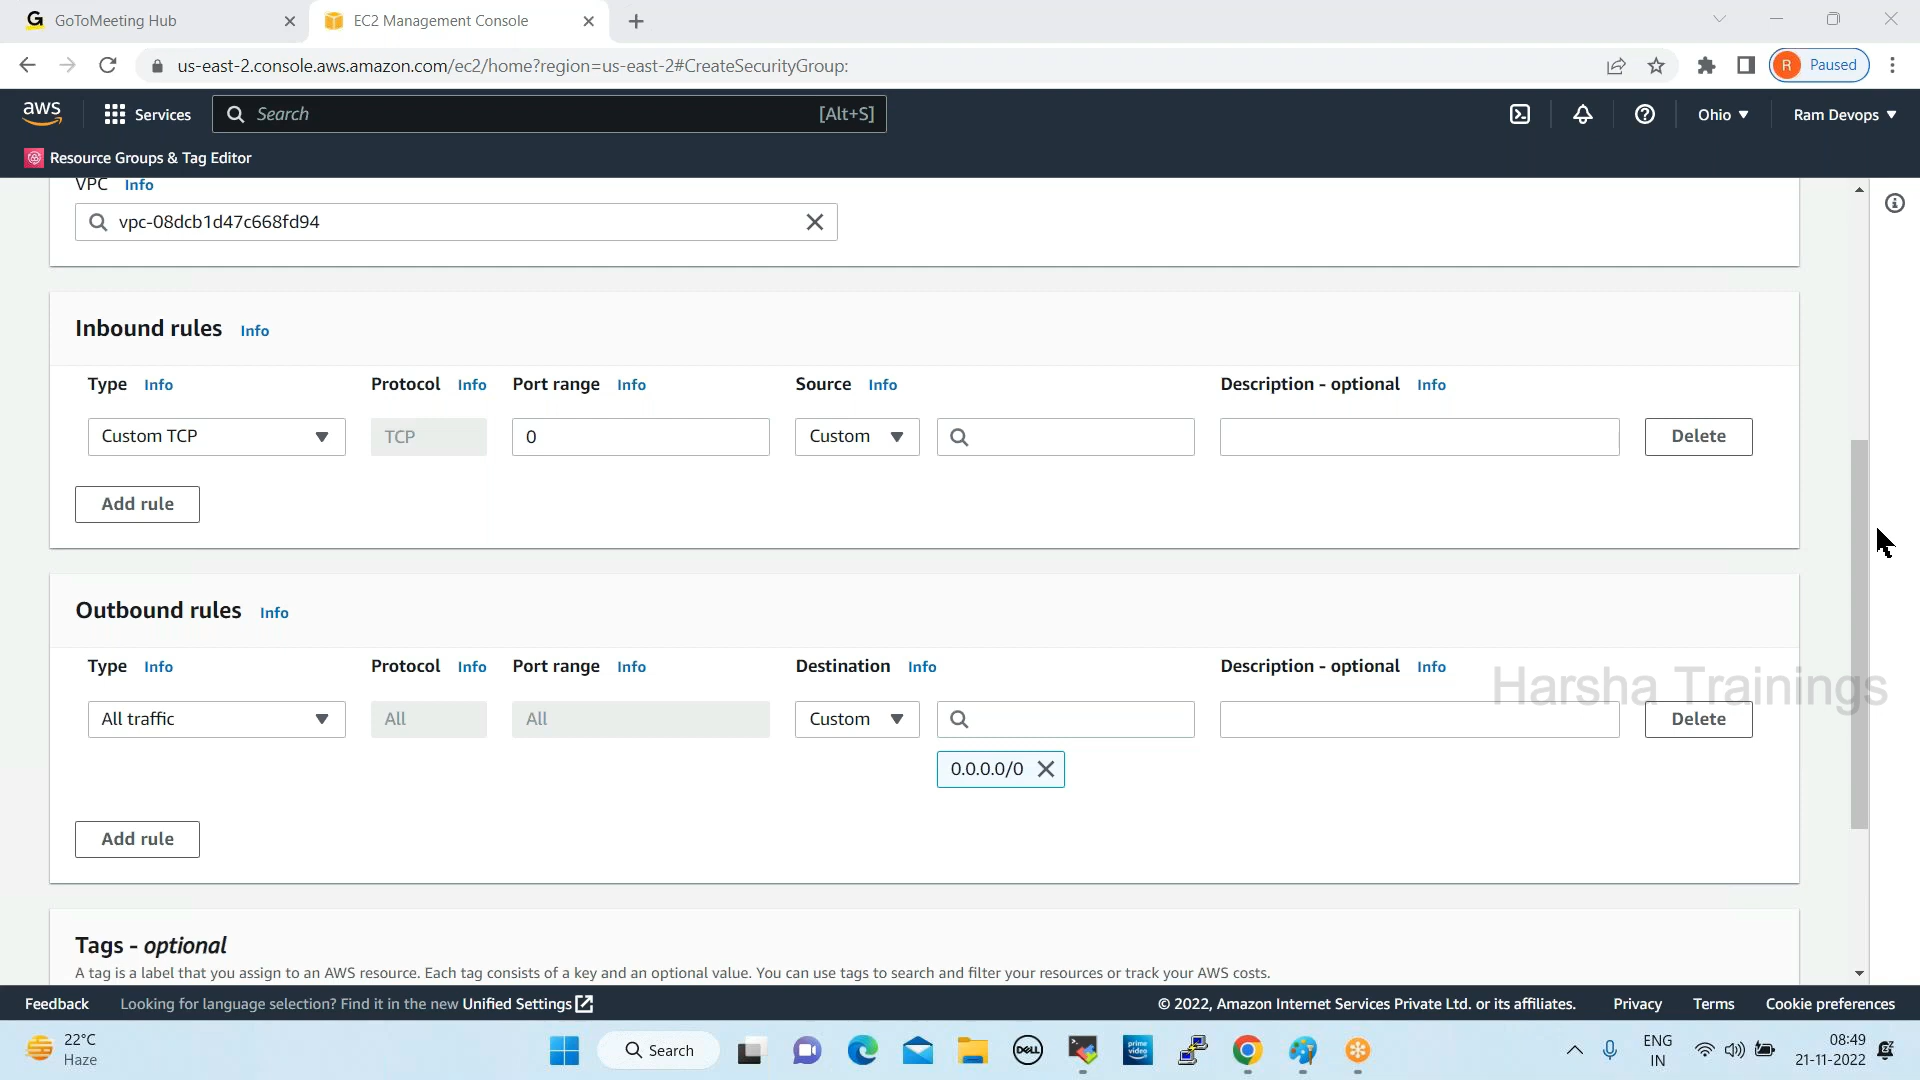 GoToMeeting Hub
EC2 Management Console
us-east-2.console.aws.amazon.com/ec2/home?region=us-east-2#CreateSecurityGroup:
R Paused
aws Services Search [Alt+S] Ohio Ram Devops
Resource Groups & Tag Editor
VPC Info
vpc-08dcb1d47c668fd94
Inbound rules Info
Type Info Protocol Info Port range Info Source Info Description - optional Info
Custom TCP TCP 0 Custom Delete
Add rule
Outbound rules Info
Type Info Protocol Info Port range Info Destination Info Description - optional Info
Harsha Trainings
All traffic All All Custom Delete
0.0.0.0/0
Add rule
Tags - optional
A tag is a label that you assign to an AWS resource. Each tag consists of a key and an optional value. You can use tags to search and filter your resources or track your AWS costs.
Feedback Looking for language selection? Find it in the new Unified Settings © 2022, Amazon Internet Services Private Ltd. or its affiliates. Privacy Terms Cookie preferences
22°C
Haze
Search
DELL
prime video
ENG
IN
08:49
21-11-2022